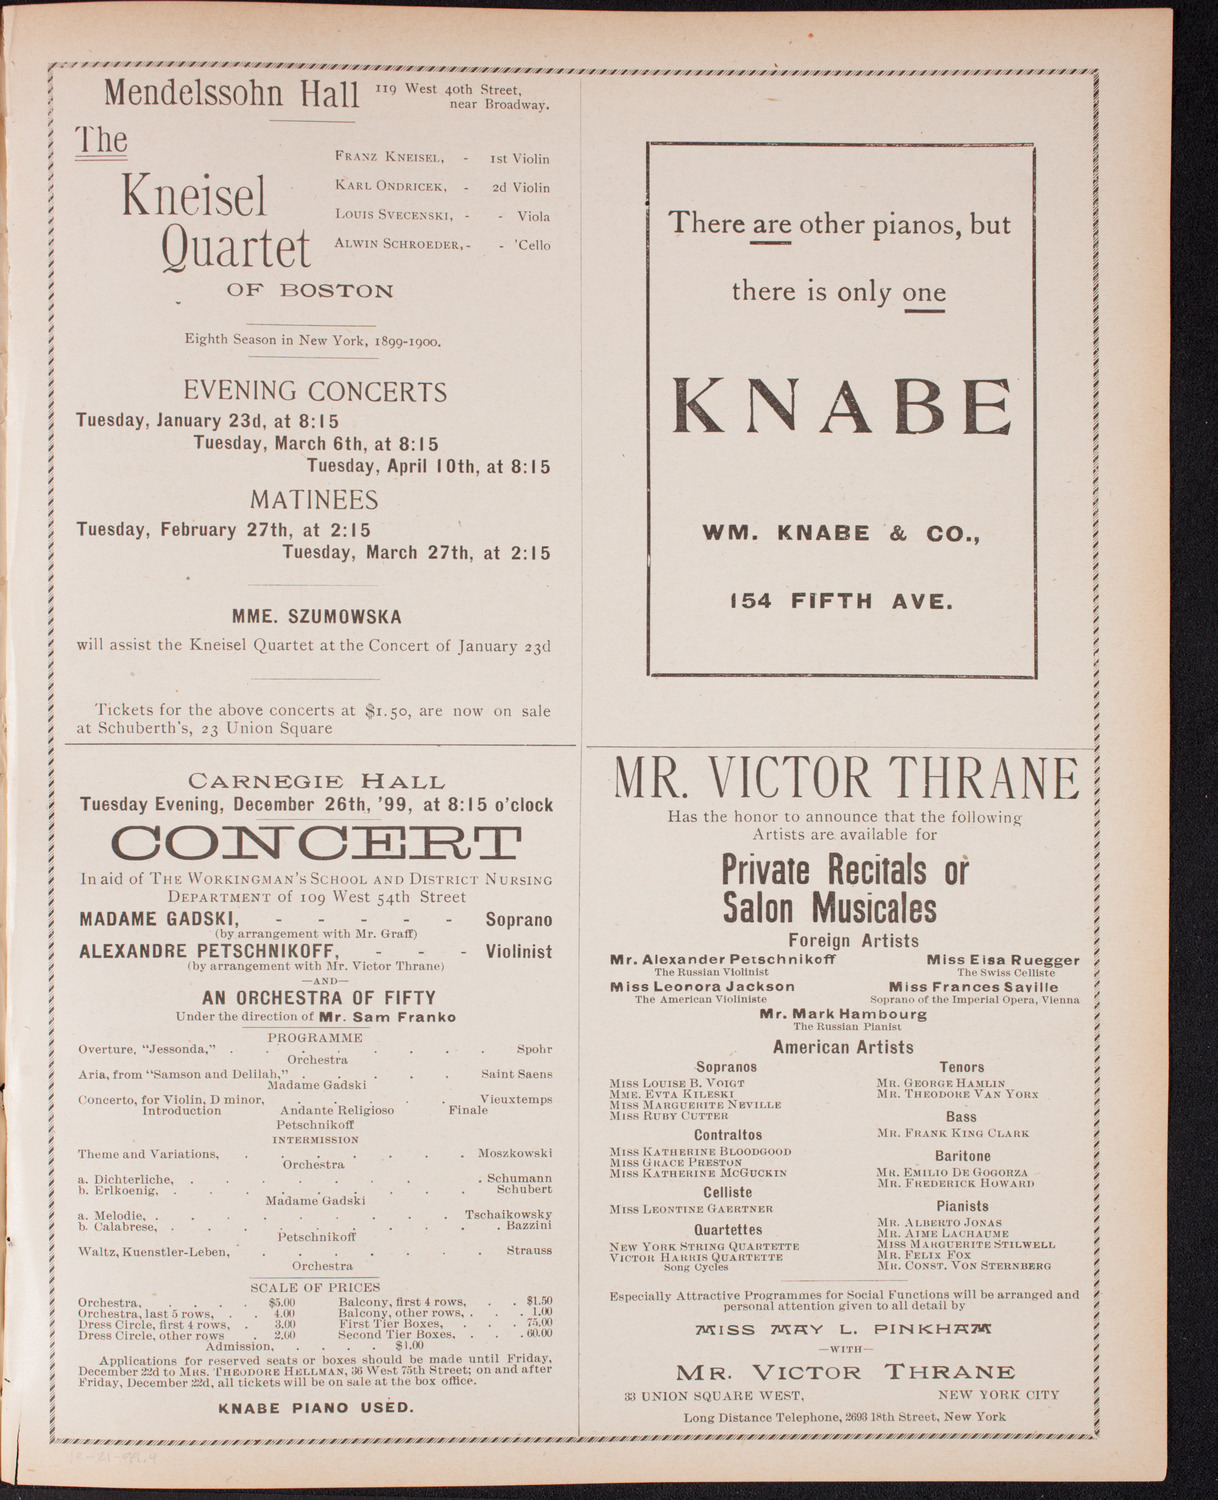 Mendelssohn Hall 119 West 40th Street,
near Broadway.
The
Kneisel
Quartet
OF BOSTON
FRANZ KNEISEL, - 1st Violin
KARL ONDRICEK, - 2d Violin
LOUIS SVECENSKI, - - Viola
ALWIN SCHROEDER, - - 'Cello
Eighth Season in New York, 1899-1900.
EVENING CONCERTS
Tuesday, January 23d, at 8:15
Tuesday, March 6th, at 8:15
Tuesday, April 10th, at 8:15
MATINEES
Tuesday, February 27th, at 2:15
Tuesday, March 27th, at 2:15
MME. SZUMOWSKA
will assist the Kneisel Quartet at the Concert of January 23d
Tickets for the above concerts at $1.50, are now on sale
at Schuberth's, 23 Union Square
CARNEGIE HALL
Tuesday Evening, December 26th, '99, at 8:15 o'clock
CONCERT
In aid of THE WORKINGMAN'S SCHOOL AND DISTRICT NURSING
DEPARTMENT of 109 West 54th Street
MADAME GADSKI, - - - - - Soprano
(by arrangement with Mr. Graff)
ALEXANDRE PETSCHNIKOFF, - - - Violinist
(by arrangement with Mr. Victor Thrane)
—AND—
AN ORCHESTRA OF FIFTY
Under the direction of Mr. Sam Franko
PROGRAMME
Overture, "Jessonda," . . . . . . . Spohr
Orchestra
Aria, from "Samson and Delilah," . . . . . Saint Saens
Madame Gadski
Concerto, for Violin, D minor, . . . . . Vieuxtemps
Introduction Andante Religioso Finale
Petschnikoff
INTERMISSION
Theme and Variations, . . . . . . . Moszkowski
Orchestra
a. Dichterliche, . . . . . . . . Schumann
b. Erlkoenig, . . . . . . . . Schubert
Madame Gadski
a. Melodie, . . . . . . . . . Tschaikowsky
b. Calabrese, . . . . . . . . . Bazzini
Petschnikoff
Waltz, Kuenstler-Leben, . . . . . . . Strauss
Orchestra
SCALE OF PRICES
Orchestra, . . . . $5.00 Balcony, first 4 rows, . . $1.50
Orchestra, last 5 rows, . . 4.00 Balcony, other rows, . . . 1.00
Dress Circle, first 4 rows, . 3.00 First Tier Boxes, . . . 75.00
Dress Circle, other rows . 2.00 Second Tier Boxes, . . . 60.00
Admission, . . . . $1.00
Applications for reserved seats or boxes should be made until Friday,
December 22d to MRS. THEODORE HELLMAN, 36 West 75th Street; on and after
Friday, December 22d, all tickets will be on sale at the box office.
KNABE PIANO USED.
There are other pianos, but
there is only one
KNABE
WM. KNABE & CO.,
154 FIFTH AVE.
MR. VICTOR THRANE
Has the honor to announce that the following
Artists are available for
Private Recitals or
Salon Musicales
Foreign Artists
Mr. Alexander Petschnikoff Miss Elsa Ruegger
The Russian Violinist The Swiss Celliste
Miss Leonora Jackson Miss Frances Saville
The American Violiniste Soprano of the Imperial Opera, Vienna
Mr. Mark Hambourg
The Russian Pianist
American Artists
Sopranos
MISS LOUISE B. VOIGT
MME. EVTA KILESKI
MISS MARGUERITE NEVILLE
MISS RUBY CUTTER
Contraltos
MISS KATHERINE BLOODGOOD
MISS GRACE PRESTON
MISS KATHERINE MCGUCKIN
Celliste
MISS LEONTINE GAERTNER
Quartettes
NEW YORK STRING QUARTETTE
VICTOR HARRIS QUARTETTE
Song Cycles
Tenors
MR. GEORGE HAMLIN
MR. THEODORE VAN YORX
Bass
MR. FRANK KING CLARK
Baritone
MR. EMILIO DE GOGORZA
MR. FREDERICK HOWARD
Pianists
MR. ALBERTO JONAS
MR. AIME LACHAUME
MISS MARGUERITE STILWELL
MR. FELIX FOX
MR. CONST. VON STERNBERG
Especially Attractive Programmes for Social Functions will be arranged and
personal attention given to all detail by
MISS MAY L. PINKHAM
—WITH—
MR. VICTOR THRANE
33 UNION SQUARE WEST, NEW YORK CITY
Long Distance Telephone, 2693 18th Street, New York